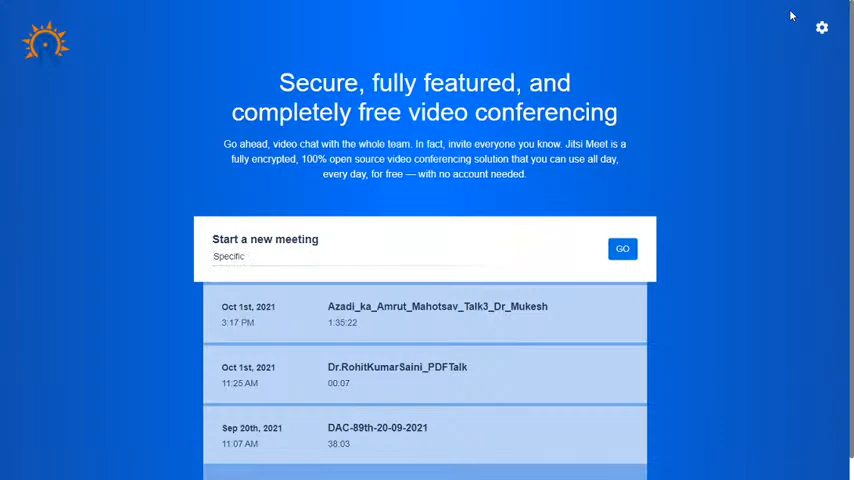 Secure, fully featured, and
completely free video conferencing
Go ahead, video chat with the whole team. In fact, invite everyone you know. Jitsi Meet is a
fully encrypted, 100% open source video conferencing solution that you can use all day,
every day, for free — with no account needed.
Start a new meeting
Specific
GO
Oct 1st, 2021
Azadi_ka_Amrut_Mahotsav_Talk3_Dr_Mukesh
3:17 PM
1:35:22
Oct 1st, 2021
Dr.RohitKumarSaini_PDFTalk
11:25 AM
00:07
Sep 20th, 2021
DAC-89th-20-09-2021
11:07 AM
38:03